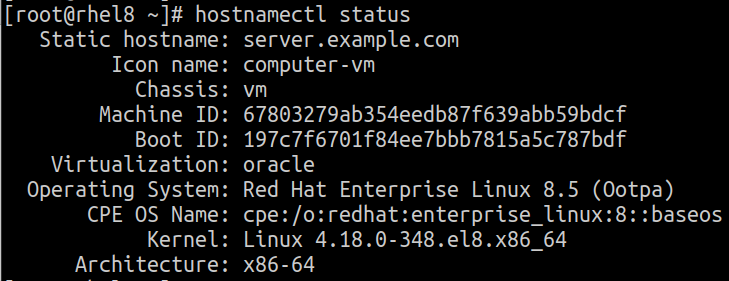 [root@rhel8 ~]# hostnamectl status
Static hostname: server.example.com
Icon name: computer-vm
Chassis: vm
Machine ID: 67803279ab354eedb87f639abb59bdcf
Boot ID: 197c7f6701f84ee7bbb7815a5c787bdf
Virtualization: oracle
Operating System: Red Hat Enterprise Linux 8.5 (Ootpa)
CPE OS Name: cpe:/o:redhat:enterprise_linux:8::baseos
Kernel: Linux 4.18.0-348.el8.x86_64
Architecture: x86-64